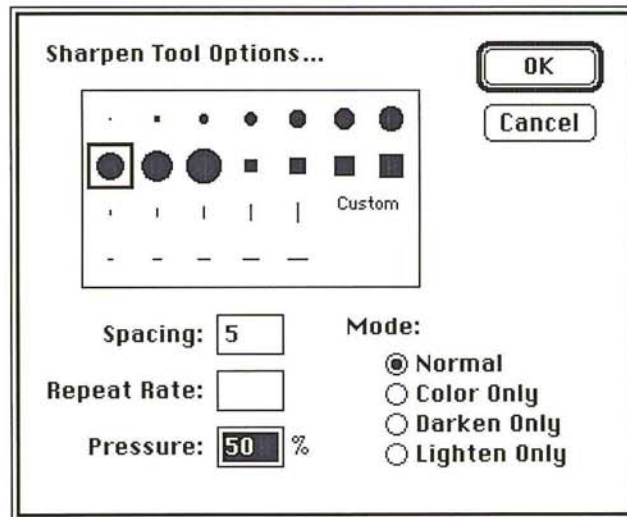 Sharpen Tool Options...
OK
Cancel
Custom
Spacing: 5
Repeat Rate:
Pressure: 50 %
Mode:
Normal
Color Only
Darken Only
Lighten Only